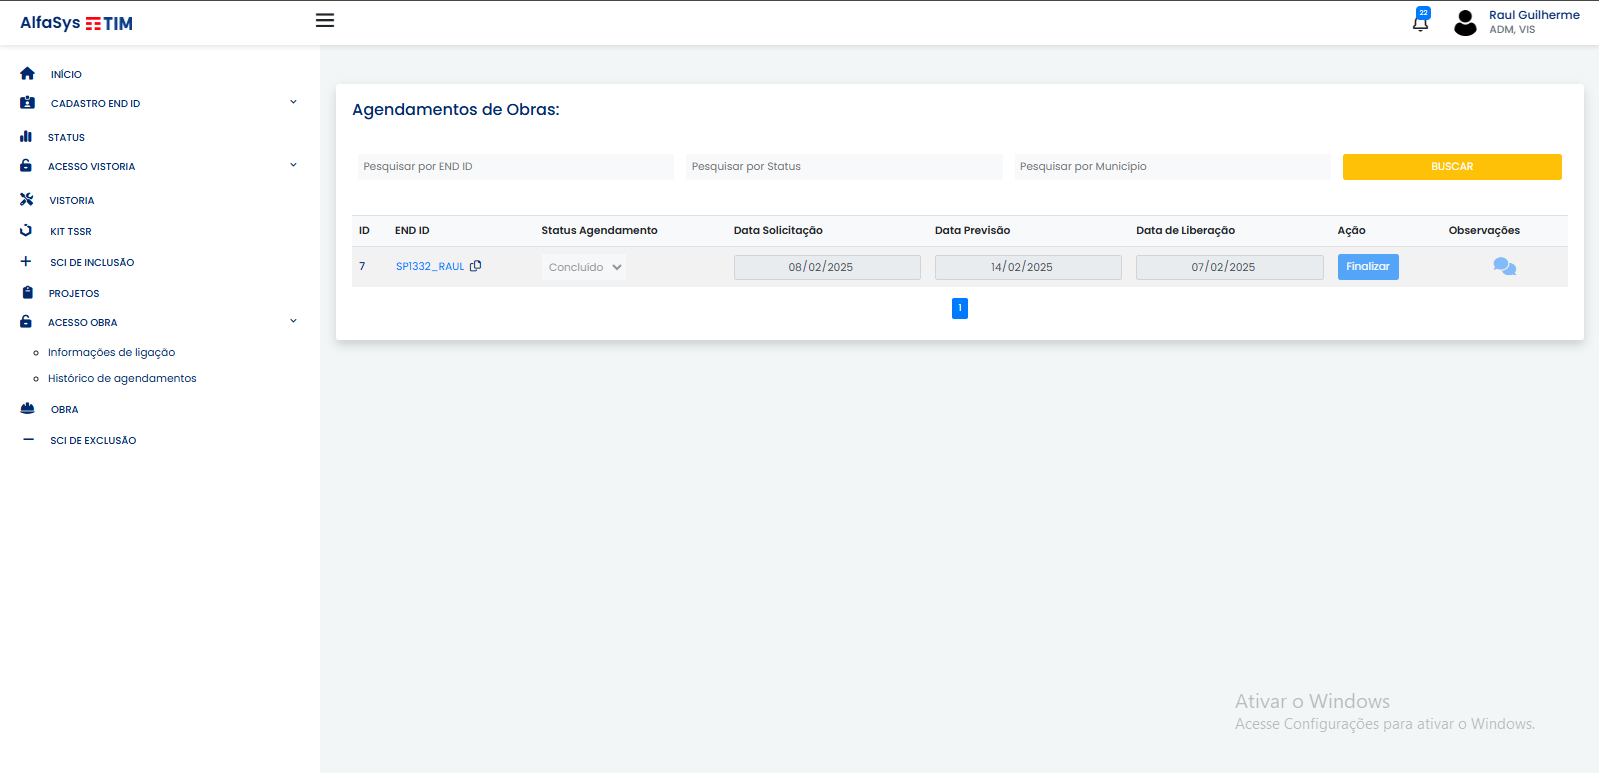 AlfaSys TIM
22
Raul Guilherme
ADM, VIS
INÍCIO
CADASTRO END ID
STATUS
ACESSO VISTORIA
VISTORIA
KIT TSSR
SCI DE INCLUSÃO
PROJETOS
ACESSO OBRA
Informações de ligação
Histórico de agendamentos
OBRA
SCI DE EXCLUSÃO
Agendamentos de Obras:
Pesquisar por END ID Pesquisar por Status Pesquisar por Municipio BUSCAR
ID END ID Status Agendamento Data Solicitação Data Previsão Data de Liberação Ação Observações
7 SP1332_RAUL Concluído 08/02/2025 14/02/2025 07/02/2025 Finalizar
1
Ativar o Windows
Acesse Configurações para ativar o Windows.